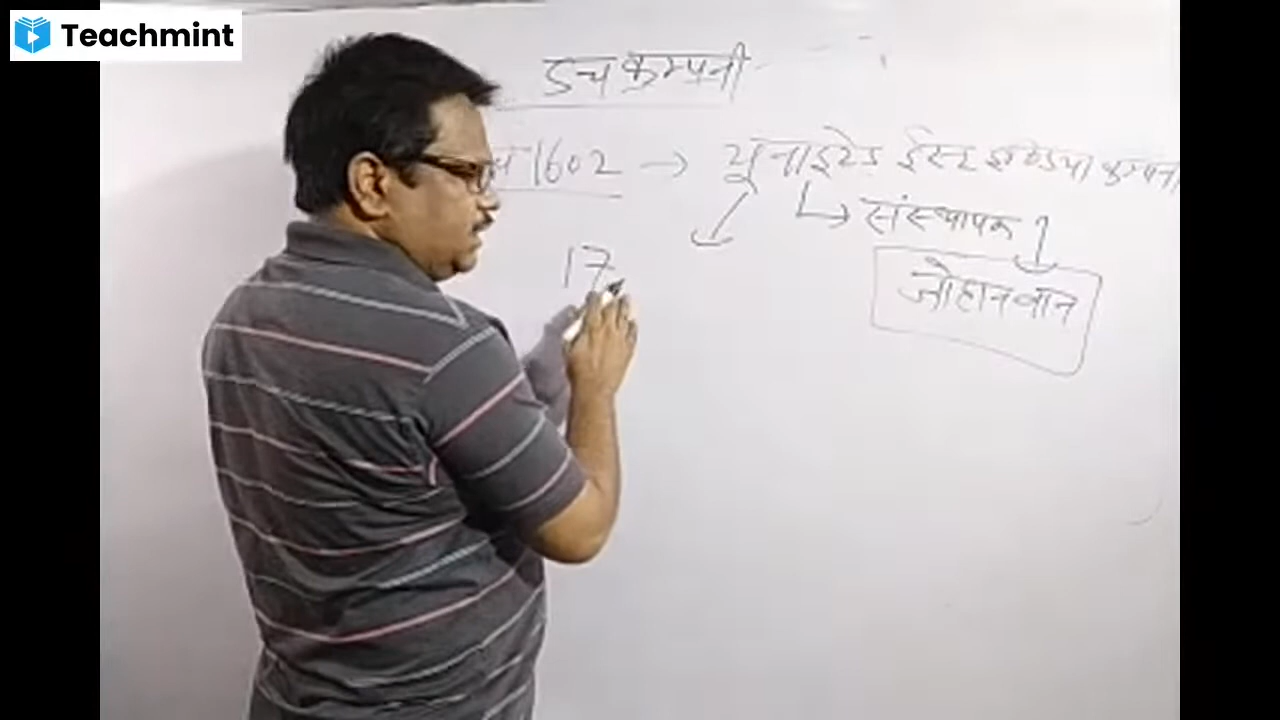 Teachmint
डच कम्पनी
1602 → यूनाइटेड ईस्ट इण्डिया कम्पनी
संस्थापक
17
जोहानवान